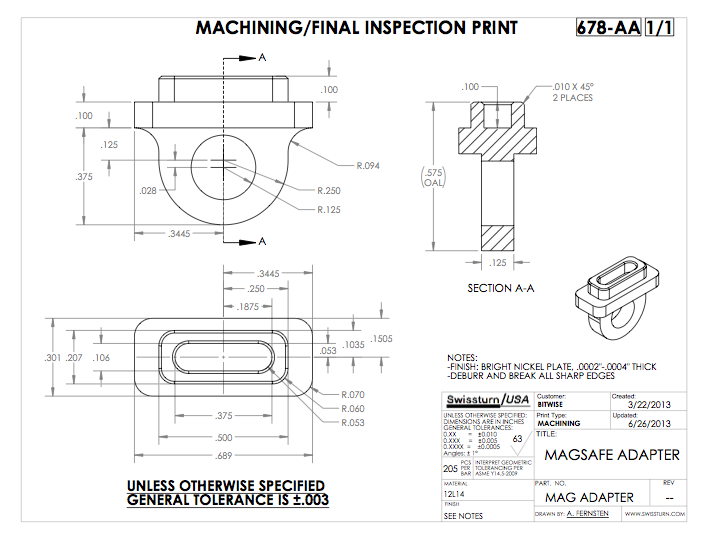 MACHINING/FINAL INSPECTION PRINT
678-AA 1/1
A
.100
.100
.125
.375
.028
R.094
R.250
R.125
.3445
A
.100
.010 X 45°
2 PLACES
(.575
OAL)
.125
SECTION A-A
.3445
.250
.1875
.301
.207
.106
.053
.1035
.1505
R.070
R.060
R.053
.375
.500
.689
UNLESS OTHERWISE SPECIFIED
GENERAL TOLERANCE IS ±.003
NOTES:
-FINISH: BRIGHT NICKEL PLATE, .0002"-.0004" THICK
-DEBURR AND BREAK ALL SHARP EDGES
Swissturn/USA
Customer:
BITWISE
Created:
3/22/2013
UNLESS OTHERWISE SPECIFIED:
DIMENSIONS ARE IN INCHES
GENERAL TOLERANCES:
0.XX = ±0.010
0.XXX = ±0.005
0.XXXX = ±0.0005
Angles: ± 1°
63
Print Type:
MACHINING
Updated:
6/26/2013
TITLE:
MAGSAFE ADAPTER
205 PCS PER BAR
INTERPRET GEOMETRIC
TOLERANCING PER
ASME Y14.5-2009
MATERIAL
12L14
PART. NO.
MAG ADAPTER
REV
--
FINISH
SEE NOTES
DRAWN BY: A. FERNSTEN
WWW.SWISSTURN.COM